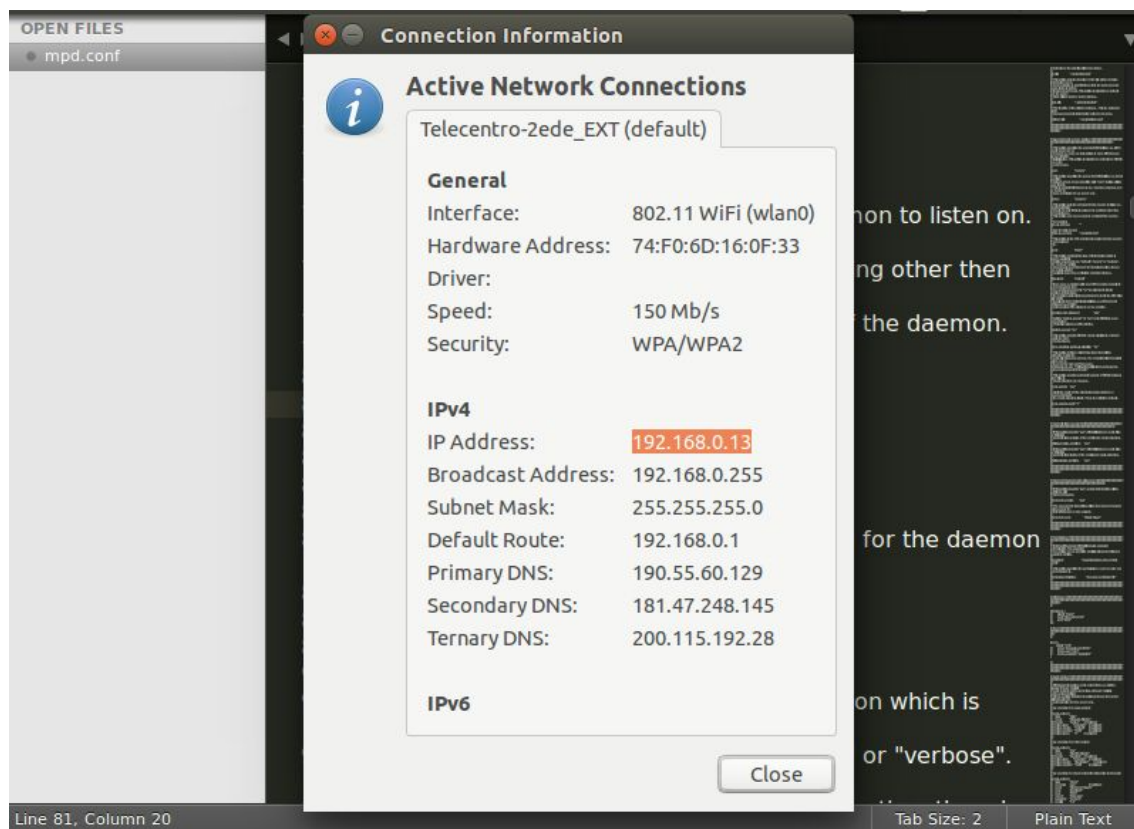 OPEN FILES
mpd.conf
Connection Information
Active Network Connections
Telecentro-2ede_EXT (default)
General
Interface: 802.11 WiFi (wlan0)
Hardware Address: 74:F0:6D:16:0F:33
Driver:
Speed: 150 Mb/s
Security: WPA/WPA2
IPv4
IP Address: 192.168.0.13
Broadcast Address: 192.168.0.255
Subnet Mask: 255.255.255.0
Default Route: 192.168.0.1
Primary DNS: 190.55.60.129
Secondary DNS: 181.47.248.145
Ternary DNS: 200.115.192.28
IPv6
Close
to listen on.
other then
the daemon.
for the daemon
on which is
or "verbose".
Line 81, Column 20
Tab Size: 2
Plain Text